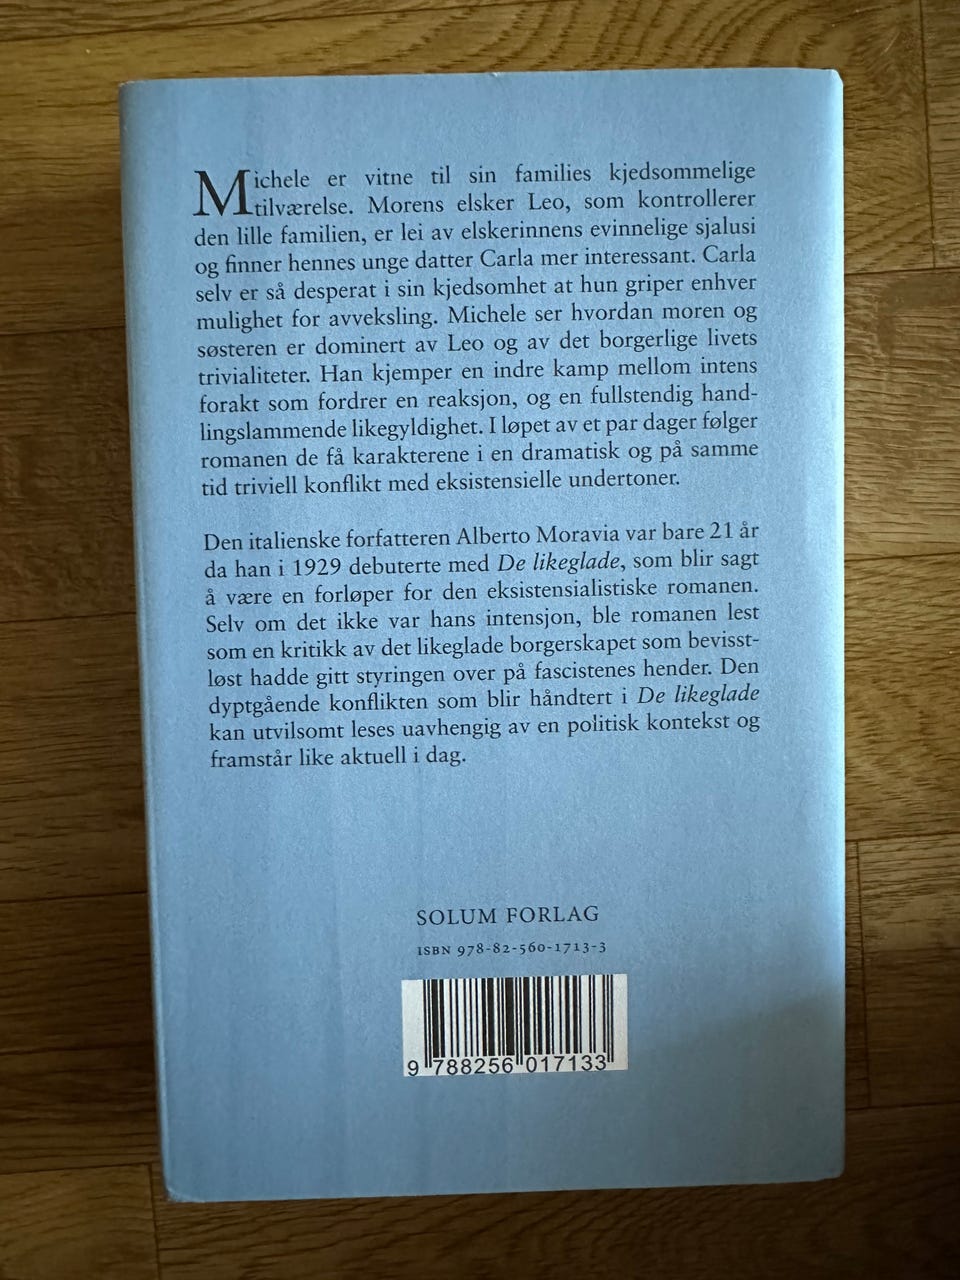 Michele er vitne til sin families kjedsommelige
tilværelse. Morens elsker Leo, som kontrollerer
den lille familien, er lei av elskerinnens evinnelige sjalusi
og finner hennes unge datter Carla mer interessant. Carla
selv er så desperat i sin kjedsomhet at hun griper enhver
mulighet for avveksling. Michele ser hvordan moren og
søsteren er dominert av Leo og av det borgerlige livets
trivialiteter. Han kjemper en indre kamp mellom intens
forakt som fordrer en reaksjon, og en fullstendig hand-
lingslammende likegyldighet. I løpet av et par dager følger
romanen de få karakterene i en dramatisk og på samme
tid triviell konflikt med eksistensielle undertoner.
Den italienske forfatteren Alberto Moravia var bare 21 år
da han i 1929 debuterte med De likeglade, som blir sagt
å være en forløper for den eksistensialistiske romanen.
Selv om det ikke var hans intensjon, ble romanen lest
som en kritikk av det likeglade borgerskapet som bevisst-
løst hadde gitt styringen over på fascistenes hender. Den
dyptgående konflikten som blir håndtert i De likeglade
kan utvilsomt leses uavhengig av en politisk kontekst og
framstår like aktuell i dag.
SOLUM FORLAG
ISBN 978-82-560-1713-3
9 788256 017133